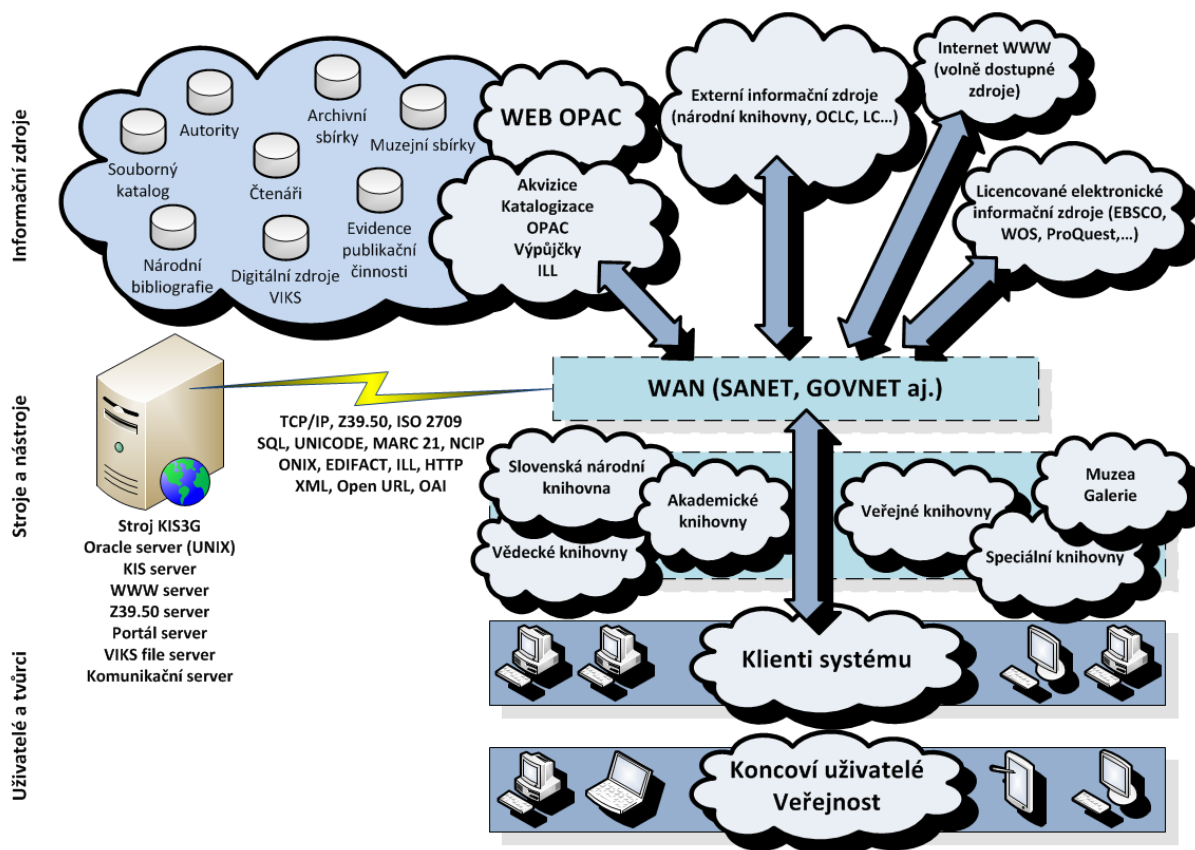 Informační zdroje
Autority
Archivní
sbírky
Muzejní sbírky
Souborný
katalog
Čtenáři
Národní
bibliografie
Digitální zdroje
VIKS
Evidence
publikační
činnosti
WEB OPAC
Akvizice
Katalogizace
OPAC
Výpůjčky
ILL
Externí informační zdroje
(národní knihovny, OCLC, LC...)
Internet WWW
(volně dostupné
zdroje)
Licencované elektronické
informační zdroje (EBSCO,
WOS, ProQuest,...)
Stroje a nástroje
WAN (SANET, GOVNET aj.)
TCP/IP, Z39.50, ISO 2709
SQL, UNICODE, MARC 21, NCIP
ONIX, EDIFACT, ILL, HTTP
XML, Open URL, OAI
Stroj KIS3G
Oracle server (UNIX)
KIS server
WWW server
Z39.50 server
Portál server
VIKS file server
Komunikační server
Slovenská národní
knihovna
Akademické
knihovny
Vědecké knihovny
Veřejné knihovny
Muzea
Galerie
Speciální knihovny
Uživatelé a tvůrci
Klienti systému
Koncoví uživatelé
Veřejnost